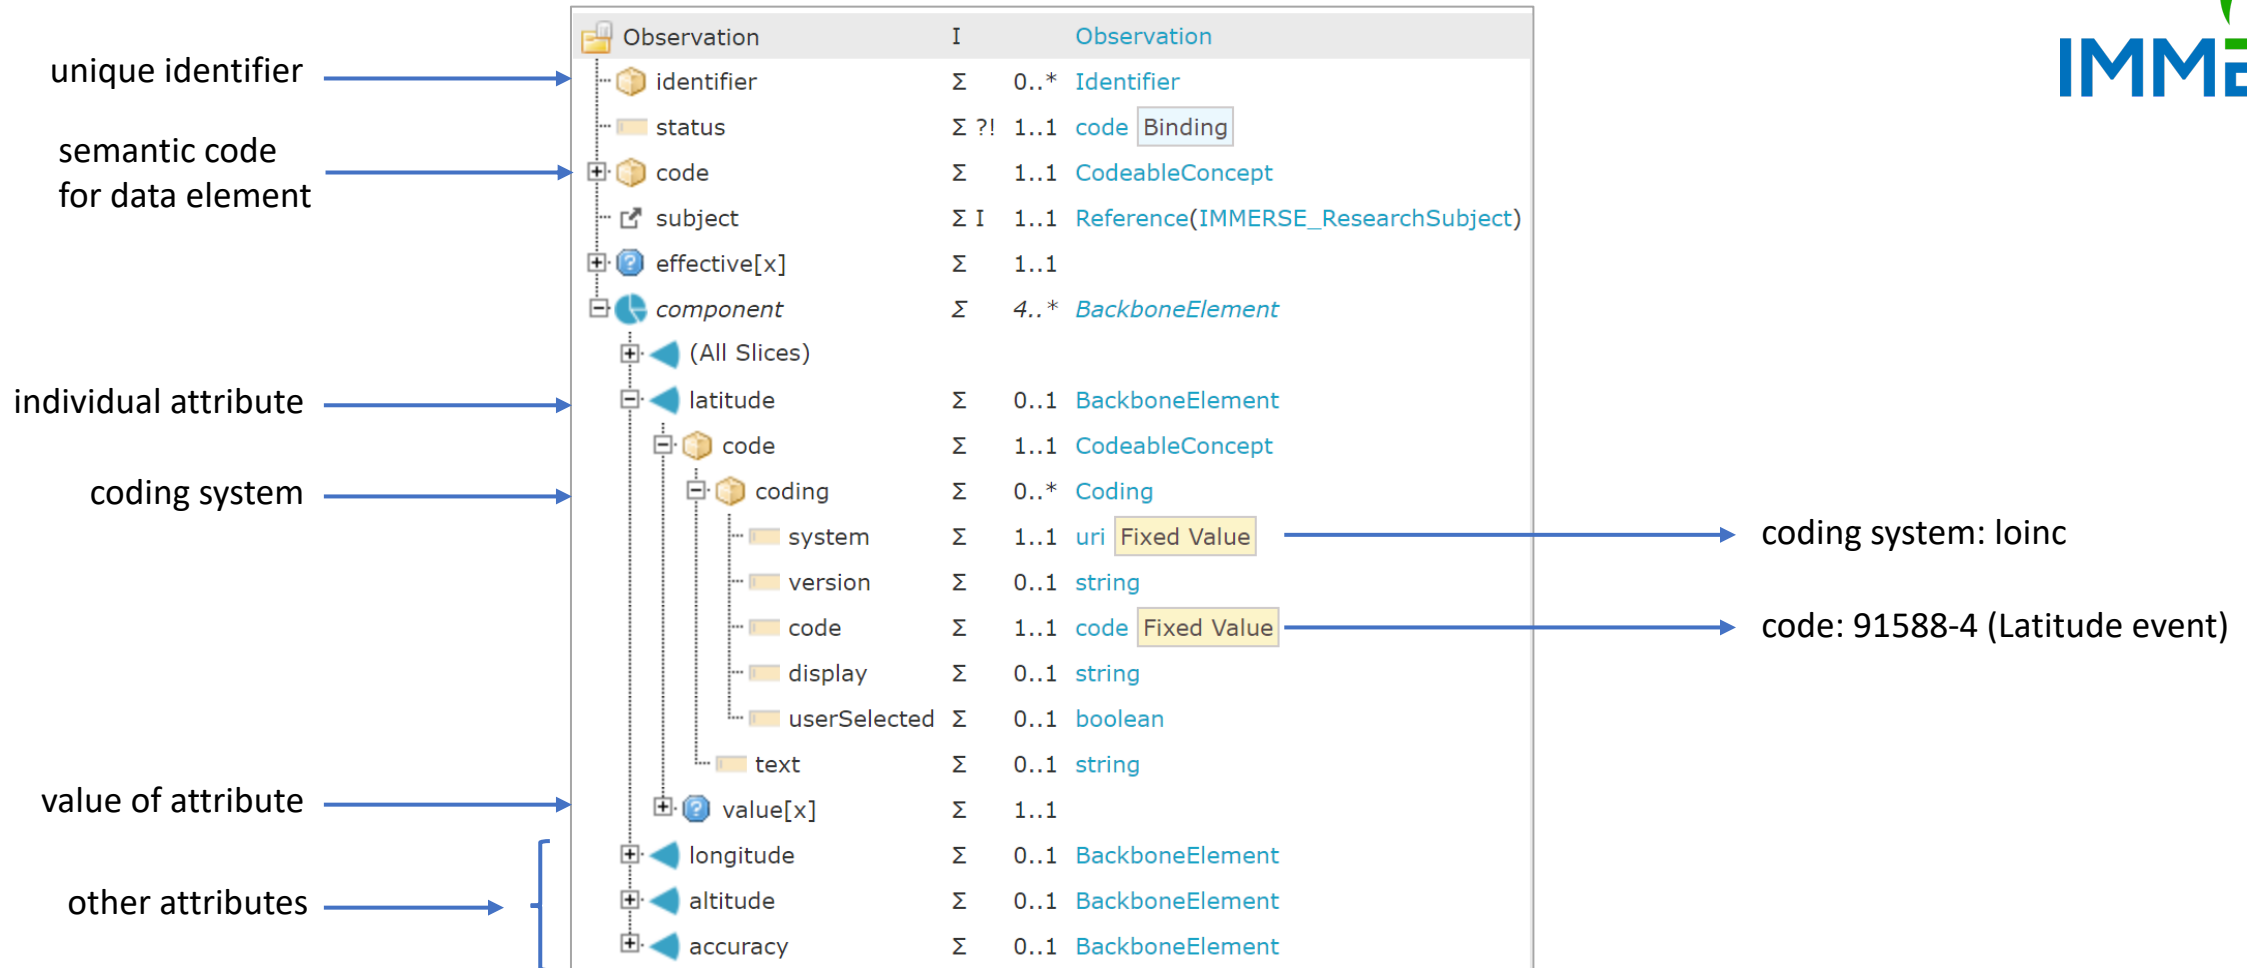 Observation I Observation
unique identifier
identifier Σ 0..* Identifier
status Σ ?! 1..1 code Binding
semantic code
for data element
code Σ 1..1 CodeableConcept
subject Σ I 1..1 Reference(IMMERSE_ResearchSubject)
effective[x] Σ 1..1
component Σ 4..* BackboneElement
(All Slices)
individual attribute
latitude Σ 0..1 BackboneElement
code Σ 1..1 CodeableConcept
coding system
coding Σ 0..* Coding
system Σ 1..1 uri Fixed Value
coding system: loinc
version Σ 0..1 string
code Σ 1..1 code Fixed Value
code: 91588-4 (Latitude event)
display Σ 0..1 string
userSelected Σ 0..1 boolean
text Σ 0..1 string
value of attribute
value[x] Σ 1..1
longitude Σ 0..1 BackboneElement
other attributes
altitude Σ 0..1 BackboneElement
accuracy Σ 0..1 BackboneElement